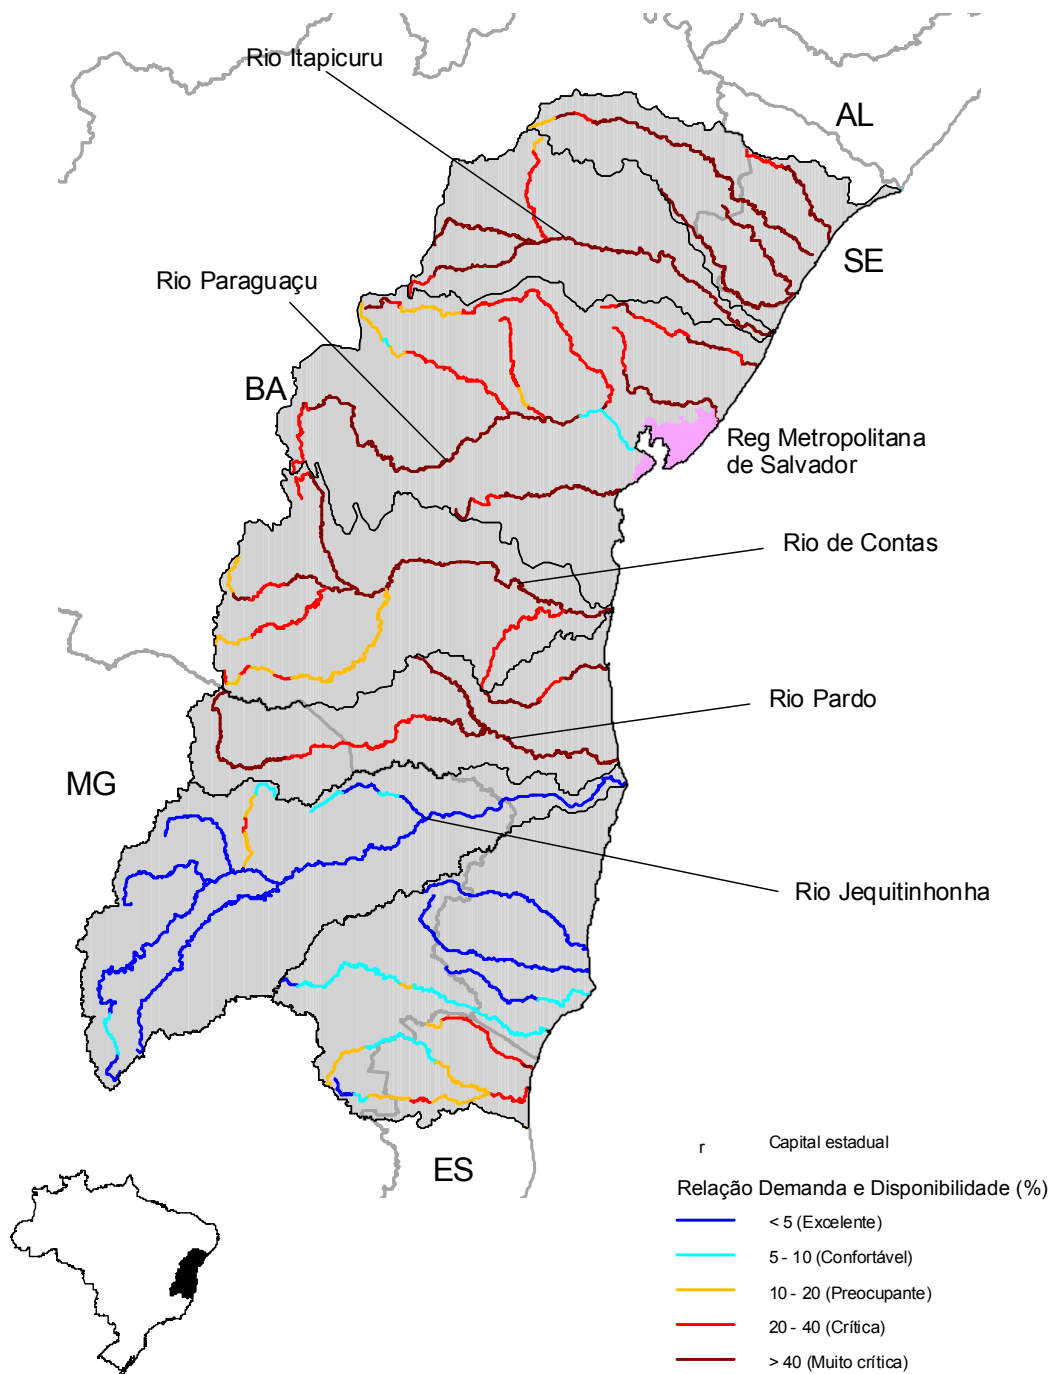 Rio Itapicuru
AL
SE
Rio Paraguaçu
BA
Reg Metropolitana
de Salvador
Rio de Contas
Rio Pardo
MG
Rio Jequitinhonha
ES
r Capital estadual
Relação Demanda e Disponibilidade (%)
< 5 (Excelente)
5 - 10 (Confortável)
10 - 20 (Preocupante)
20 - 40 (Crítica)
> 40 (Muito crítica)